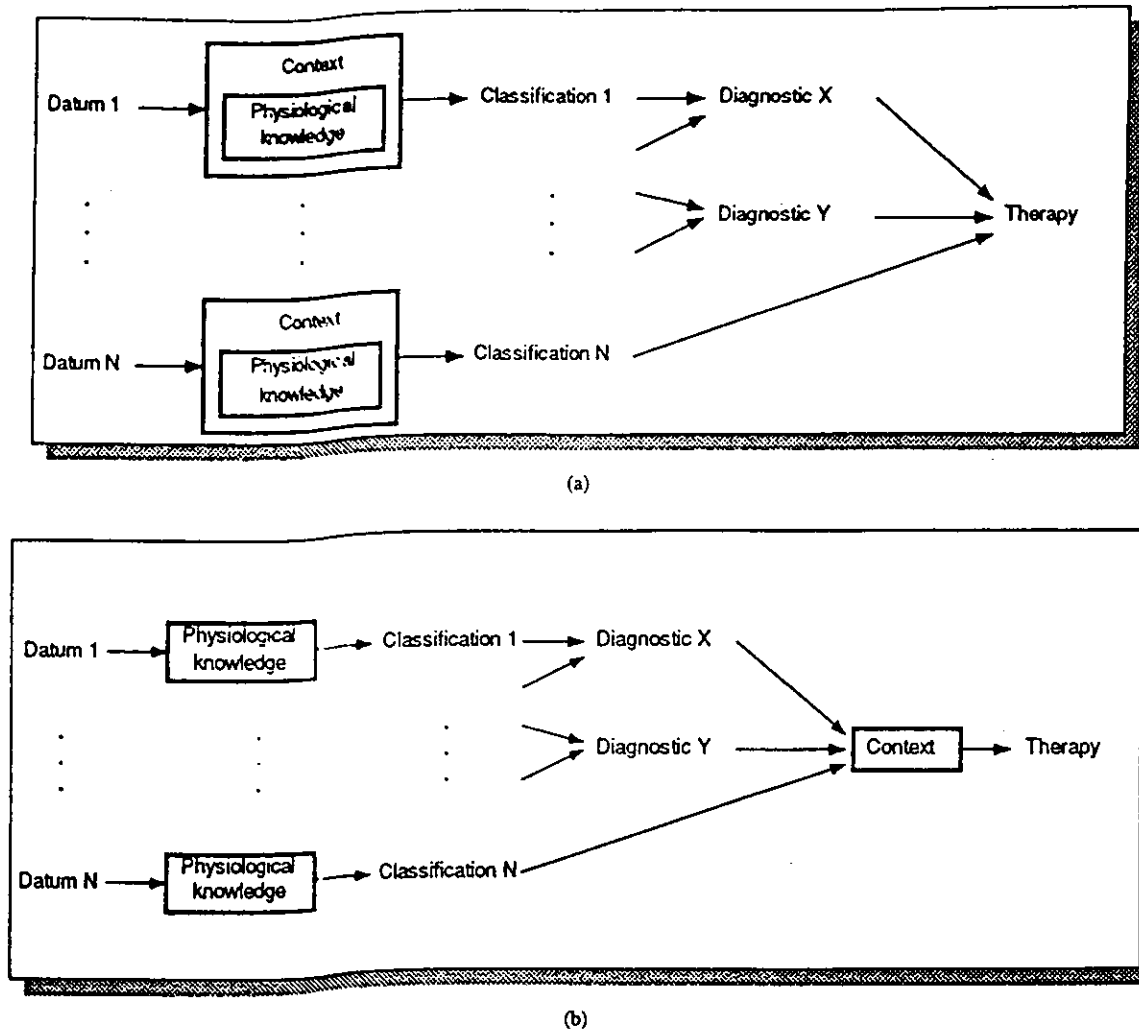 Context
Datum 1
Physiological
knowledge
Classification 1
Diagnostic X
Diagnostic Y
Therapy
Context
Datum N
Physiological
knowledge
Classification N
(a)
Datum 1
Physiological
knowledge
Classification 1
Diagnostic X
Diagnostic Y
Context
Therapy
Datum N
Physiological
knowledge
Classification N
(b)